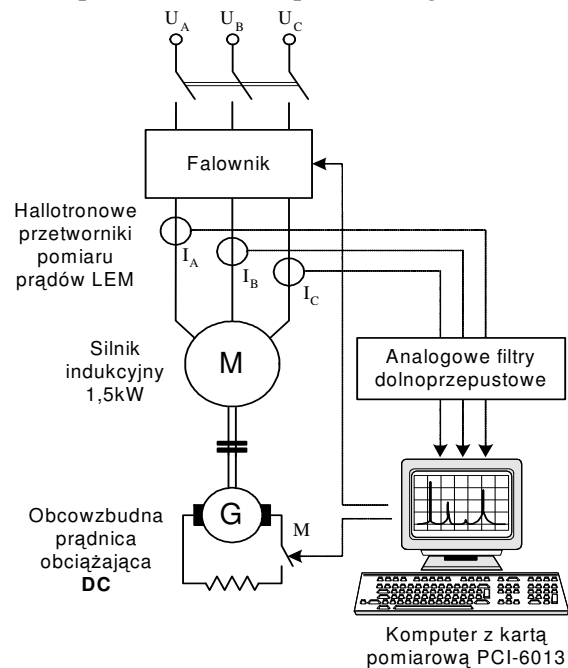 U_A U_B U_C
Falownik
Hallotronowe
przetworniki
pomiaru
prądów LEM
I_A
I_B
I_C
Silnik
indukcyjny
1,5kW
M
Analogowe filtry
dolnoprzepustowe
Obcowzbudna
prądnica
obciążająca
DC
G
M
Komputer z kartą
pomiarową PCI-6013